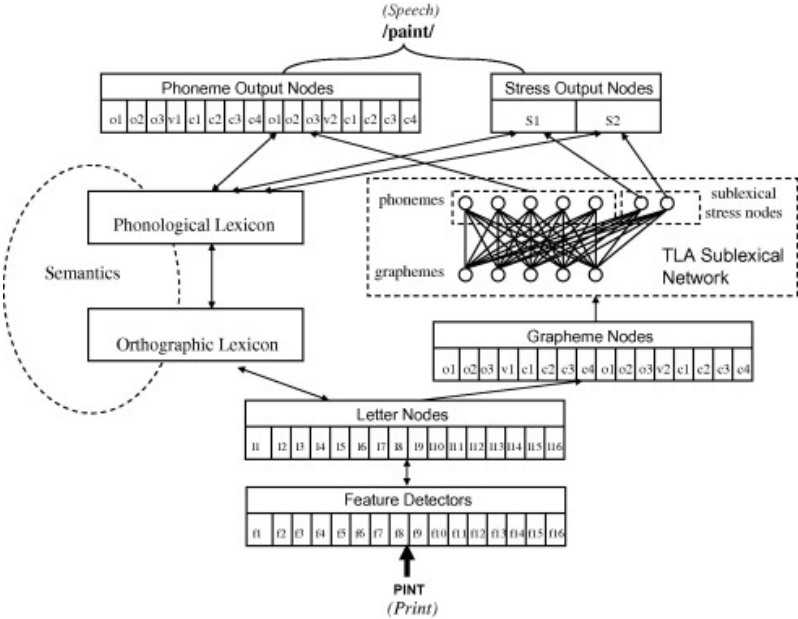 (Speech)
/paint/
Phoneme Output Nodes
o1 o2 o3 v1 c1 c2 c3 c4 o1 o2 o3 v2 c1 c2 c3 c4
Stress Output Nodes
S1 S2
Phonological Lexicon
Semantics
Orthographic Lexicon
phonemes
sublexical
stress nodes
graphemes
TLA Sublexical
Network
Grapheme Nodes
o1 o2 o3 v1 c1 c2 c3 c4 o1 o2 o3 v2 c1 c2 c3 c4
Letter Nodes
l1 l2 l3 l4 l5 l6 l7 l8 l9 l10 l11 l12 l13 l14 l15 l16
Feature Detectors
f1 f2 f3 f4 f5 f6 f7 f8 f9 f10 f11 f12 f13 f14 f15 f16
PINT
(Print)